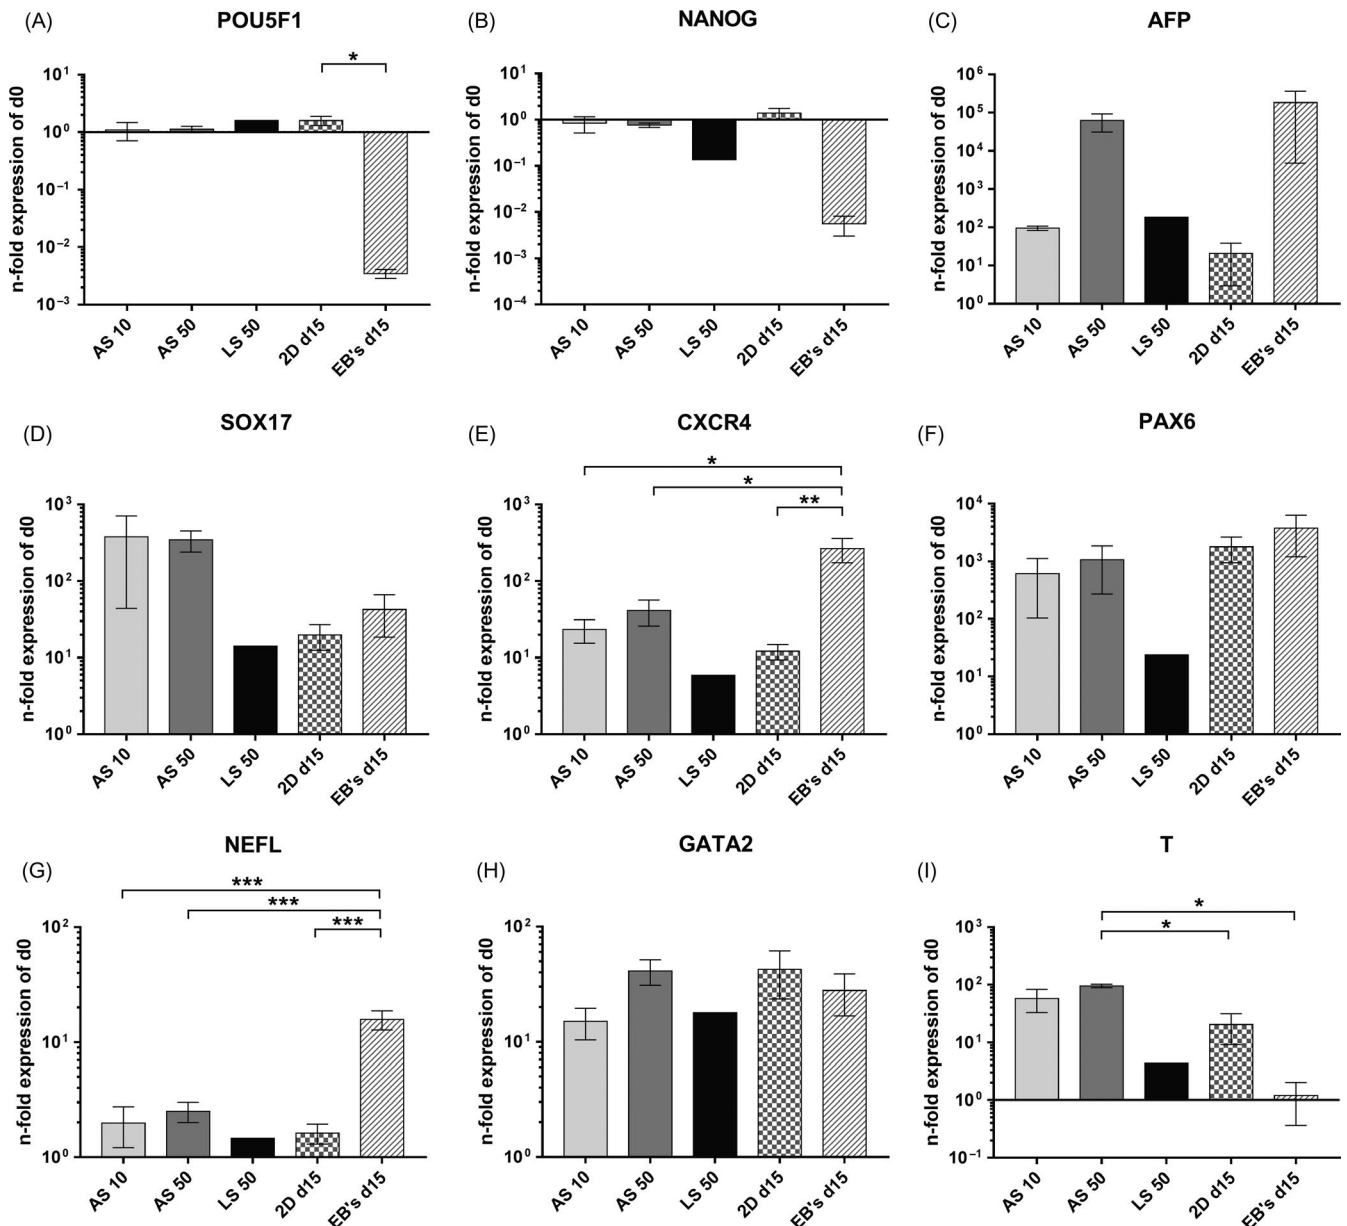 (A) POU5F1
*
n-fold expression of d0
10¹
10⁰
10⁻¹
10⁻²
10⁻³
AS 10 AS 50 LS 50 2D d15 EB's d15
(B) NANOG
n-fold expression of d0
10¹
10⁰
10⁻¹
10⁻²
10⁻³
10⁻⁴
AS 10 AS 50 LS 50 2D d15 EB's d15
(C) AFP
n-fold expression of d0
10⁶
10⁵
10⁴
10³
10²
10¹
10⁰
AS 10 AS 50 LS 50 2D d15 EB's d15
(D) SOX17
n-fold expression of d0
10³
10²
10¹
10⁰
AS 10 AS 50 LS 50 2D d15 EB's d15
(E) CXCR4
*
*
**
n-fold expression of d0
10³
10²
10¹
10⁰
AS 10 AS 50 LS 50 2D d15 EB's d15
(F) PAX6
n-fold expression of d0
10⁴
10³
10²
10¹
10⁰
AS 10 AS 50 LS 50 2D d15 EB's d15
(G) NEFL
***
***
***
n-fold expression of d0
10²
10¹
10⁰
AS 10 AS 50 LS 50 2D d15 EB's d15
(H) GATA2
n-fold expression of d0
10²
10¹
10⁰
AS 10 AS 50 LS 50 2D d15 EB's d15
(I) T
*
*
n-fold expression of d0
10³
10²
10¹
10⁰
10⁻¹
AS 10 AS 50 LS 50 2D d15 EB's d15